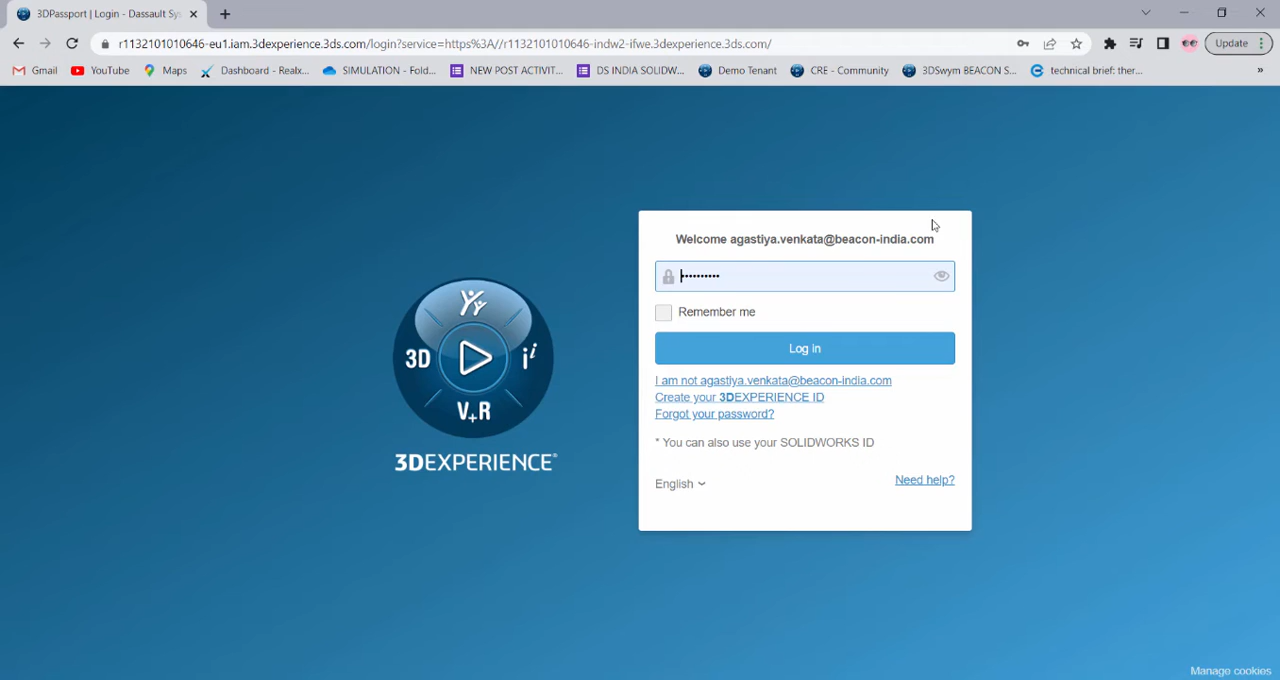 3DPassport | Login - Dassault Sys
r1132101010646-eu1.iam.3dexperience.3ds.com/login?service=https%3A//r1132101010646-indw2-ifwe.3dexperience.3ds.com/
Update
Gmail YouTube Maps Dashboard - Realx... SIMULATION - Fold... NEW POST ACTIVIT... DS INDIA SOLIDW... Demo Tenant CRE - Community 3DSwym BEACON S... technical brief: ther... »
Welcome agastiya.venkata@beacon-india.com
••••••••••
Remember me
Log in
I am not agastiya.venkata@beacon-india.com
Create your 3DEXPERIENCE ID
Forgot your password?
* You can also use your SOLIDWORKS ID
English
Need help?
3D
i
V+R
3DEXPERIENCE®
Manage cookies